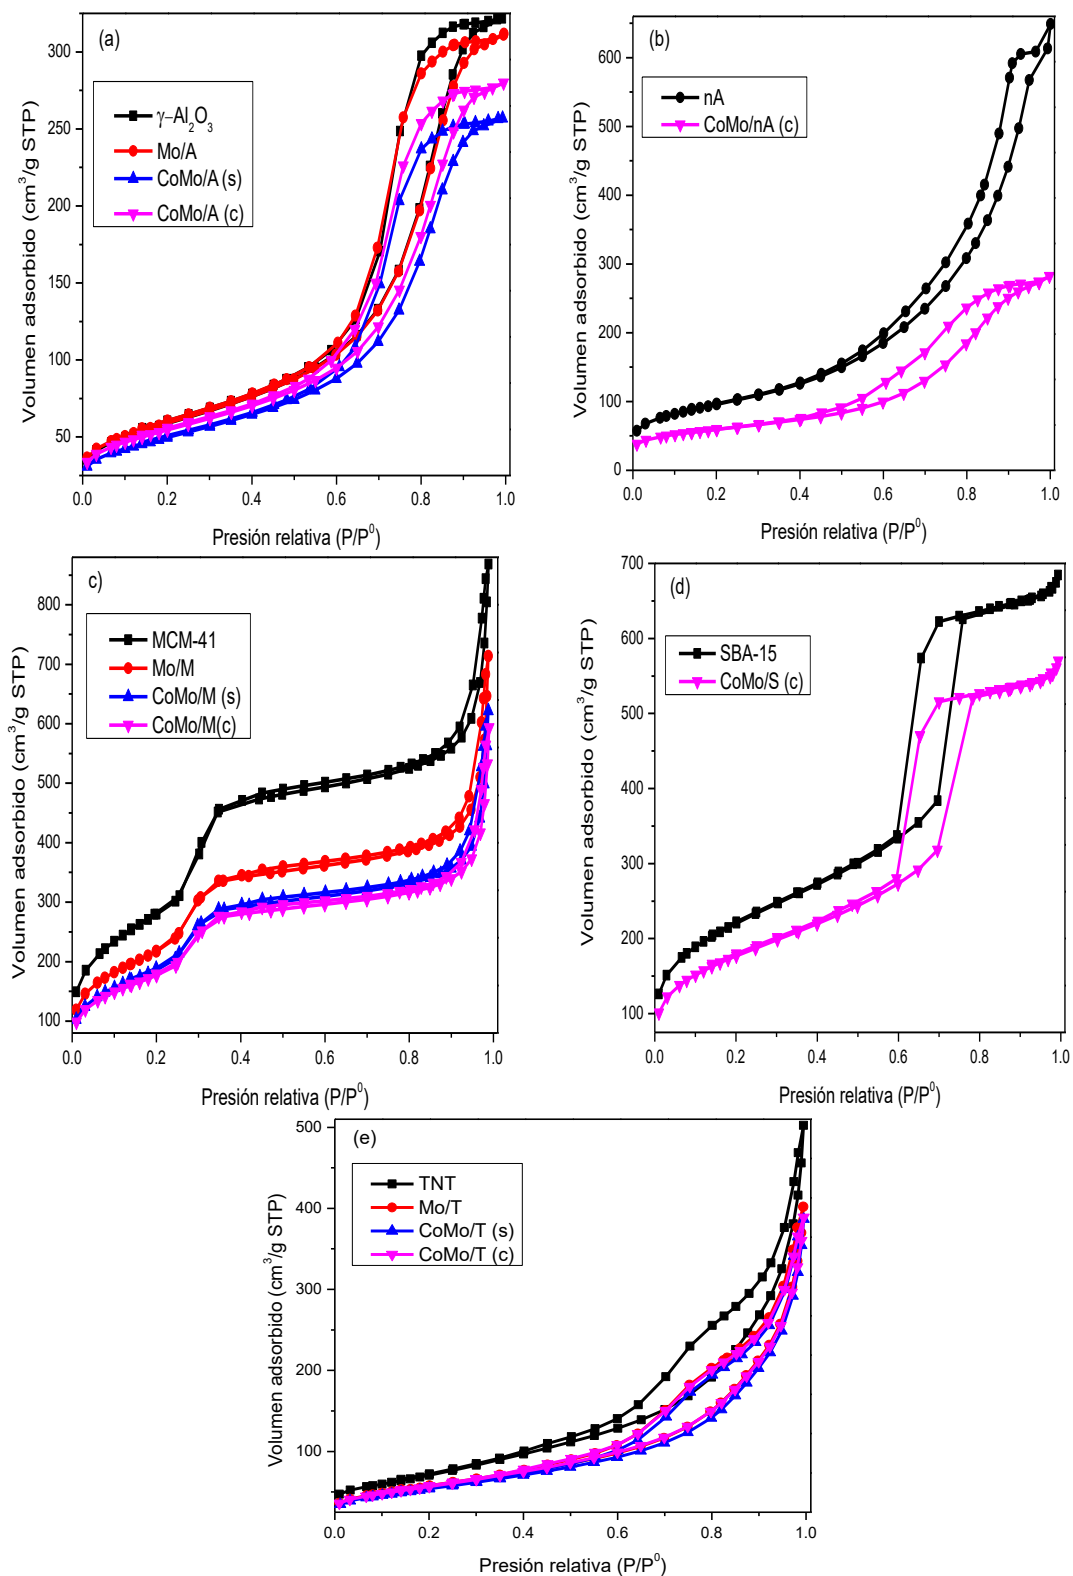 (a)
γ-Al₂O₃
Mo/A
CoMo/A (s)
CoMo/A (c)
Volumen adsorbido (cm³/g STP)
300
250
200
150
100
50
0.0 0.2 0.4 0.6 0.8 1.0
Presión relativa (P/P⁰)
(b)
nA
CoMo/nA (c)
Volumen adsorbido (cm³/g STP)
600
500
400
300
200
100
0
0.0 0.2 0.4 0.6 0.8 1.0
Presión relativa (P/P⁰)
c)
MCM-41
Mo/M
CoMo/M (s)
CoMo/M(c)
Volumen adsorbido (cm³/g STP)
800
700
600
500
400
300
200
100
0.0 0.2 0.4 0.6 0.8 1.0
Presión relativa (P/P⁰)
(d)
SBA-15
CoMo/S (c)
Volumen adsorbido (cm³/g STP)
700
600
500
400
300
200
100
0.0 0.2 0.4 0.6 0.8 1.0
Presión relativa (P/P⁰)
(e)
TNT
Mo/T
CoMo/T (s)
CoMo/T (c)
Volumen adsorbido (cm³/g STP)
500
400
300
200
100
0.0 0.2 0.4 0.6 0.8 1.0
Presión relativa (P/P⁰)